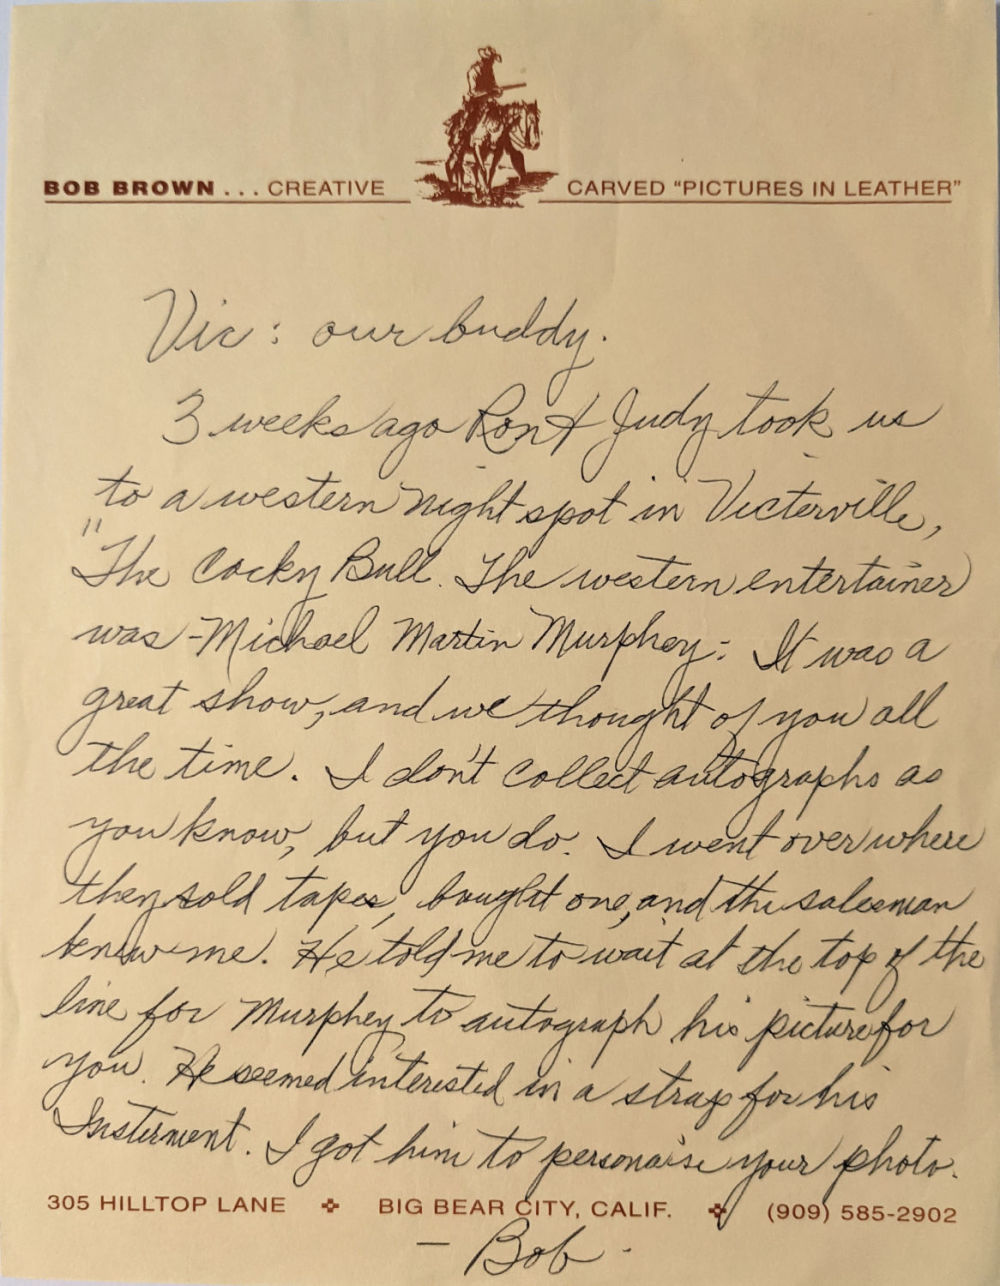 BOB BROWN . . . CREATIVE CARVED "PICTURES IN LEATHER"
Vic: our buddy.
3 weeks ago Ron & Judy took us
to a western night spot in Victerville,
"The Cocky Bull. The western entertainer
was - Michael Martin Murphey: It was a
great show, and we thought of you all
the time. I don't collect autographs as
you know, but you do. I went over where
they sold tapes, bought one, and the salesman
knew me. He told me to wait at the top of the
line for Murphey to autograph his picture for
you. He seemed interested in a strap for his
Insterment. I got him to personaise your photo.
305 HILLTOP LANE BIG BEAR CITY, CALIF. (909) 585-2902
— Bob -